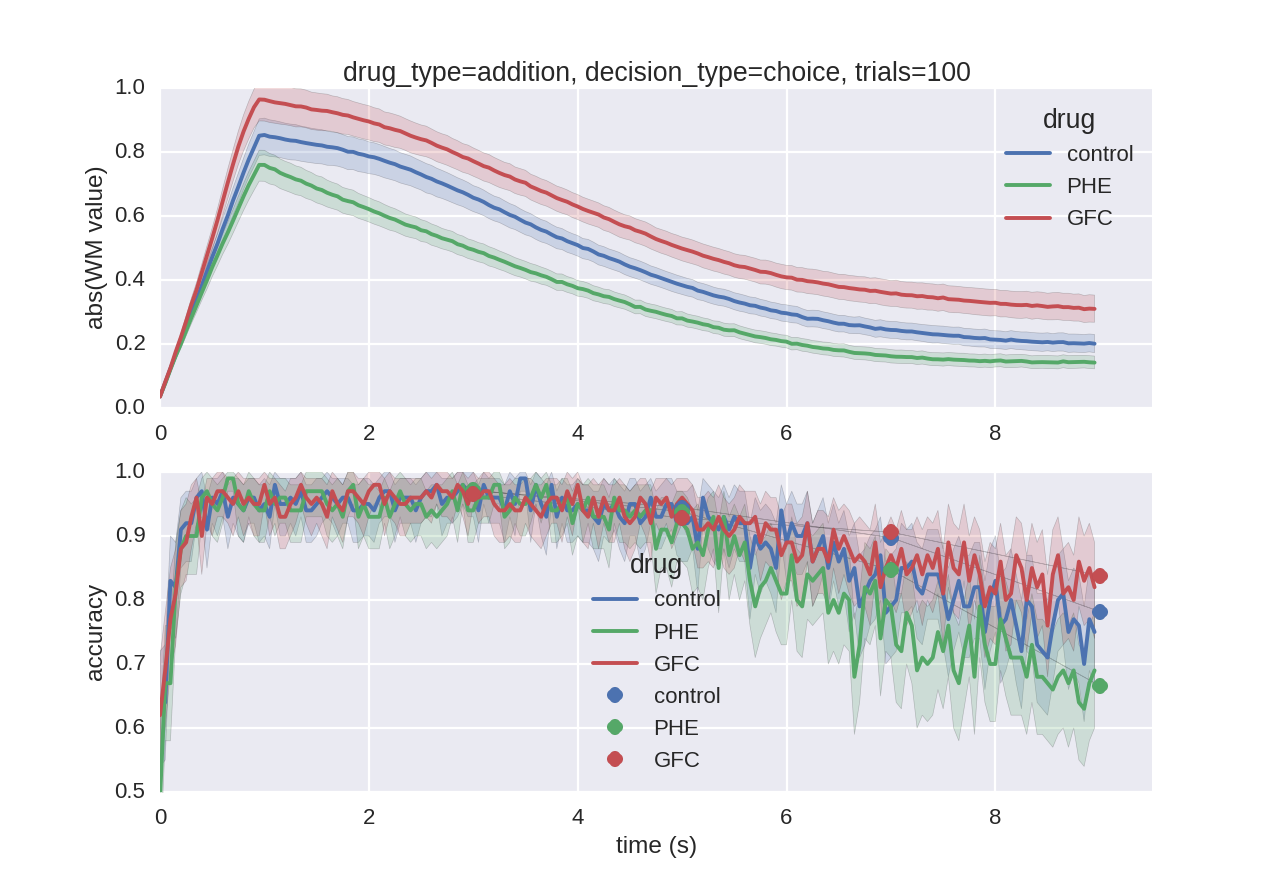 drug_type=addition, decision_type=choice, trials=100
abs(WM value)
1.0
0.8
0.6
0.4
0.2
0.0
0 2 4 6 8
drug
control
PHE
GFC
accuracy
1.0
0.9
0.8
0.7
0.6
0.5
0 2 4 6 8
time (s)
drug
control
PHE
GFC
control
PHE
GFC